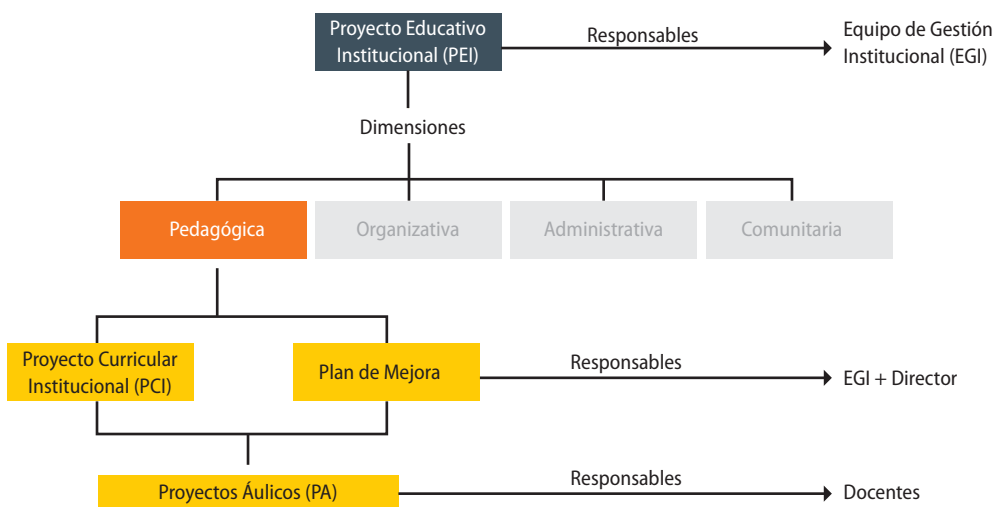 Proyecto Educativo
Institucional (PEI)
Responsables
Equipo de Gestión
Institucional (EGI)
Dimensiones
Pedagógica
Organizativa
Administrativa
Comunitaria
Proyecto Curricular
Institucional (PCI)
Plan de Mejora
Responsables
EGI + Director
Proyectos Áulicos (PA)
Responsables
Docentes